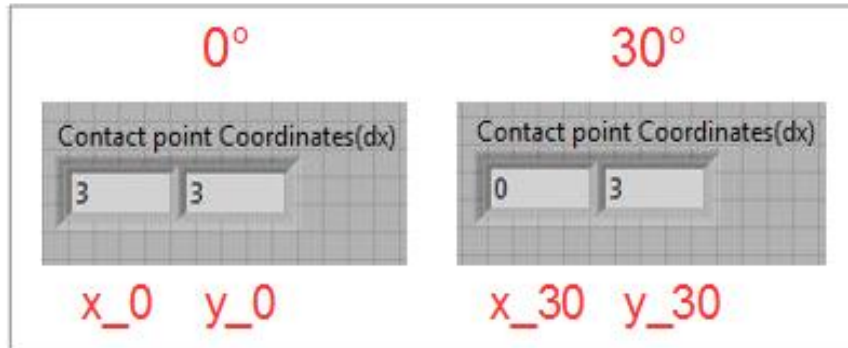 0°
30°
Contact point Coordinates(dx)
3 3
Contact point Coordinates(dx)
0 3
x_0 y_0
x_30 y_30